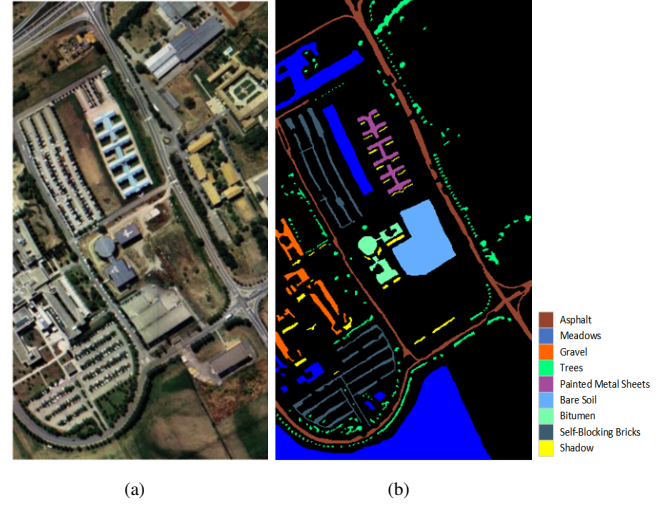 Asphalt
Meadows
Gravel
Trees
Painted Metal Sheets
Bare Soil
Bitumen
Self-Blocking Bricks
Shadow
(a)
(b)